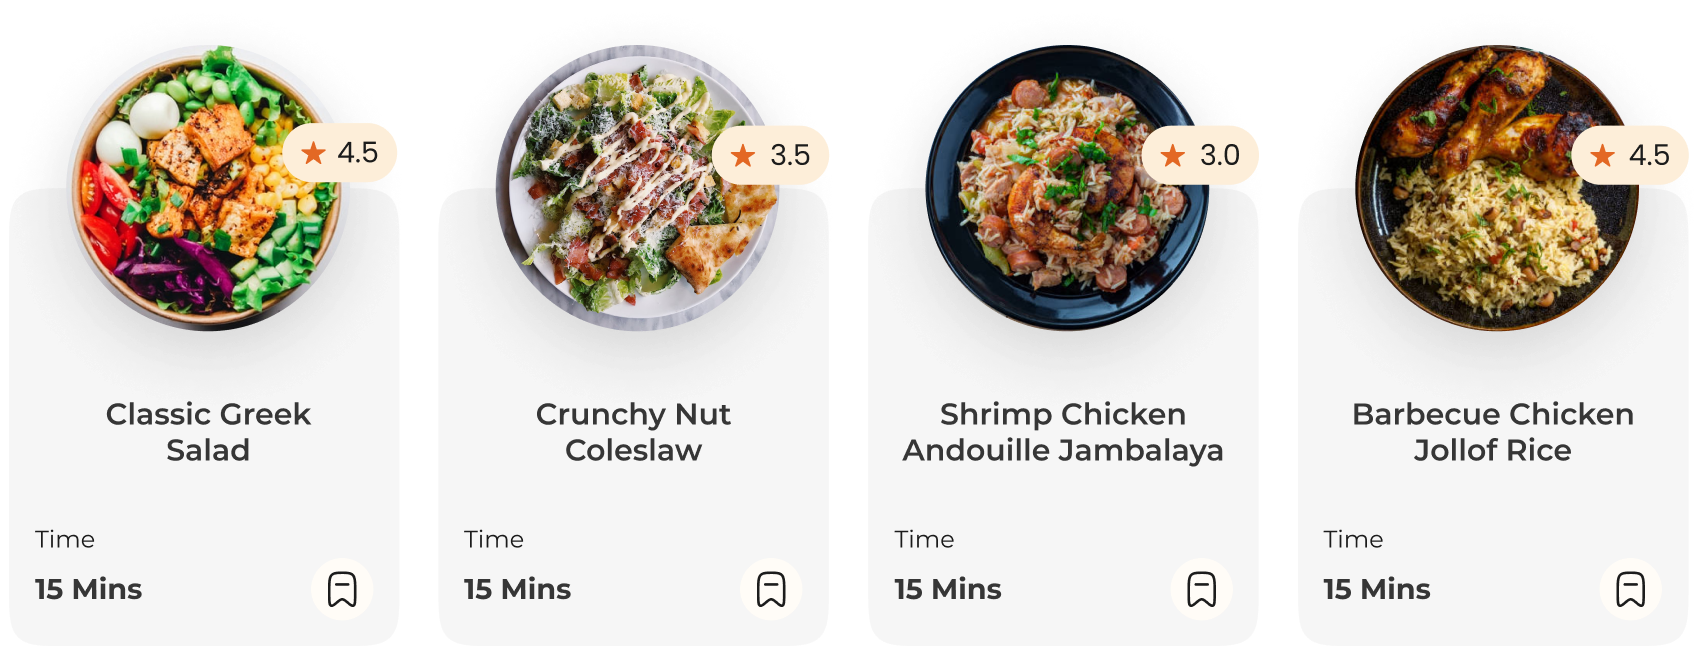 4.5
3.5
3.0
4.5
Classic Greek
Salad
Crunchy Nut
Coleslaw
Shrimp Chicken
Andouille Jambalaya
Barbecue Chicken
Jollof Rice
Time
15 Mins
Time
15 Mins
Time
15 Mins
Time
15 Mins